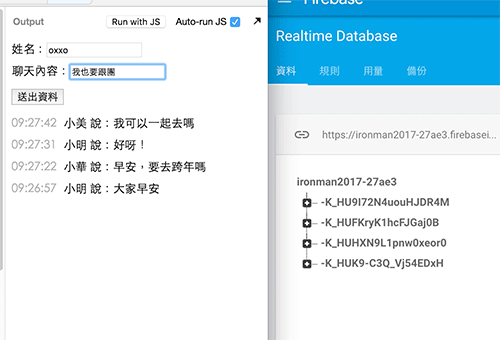 Output
Run with JS
Auto-run JS
姓名：oxxo
聊天內容：我也要跟團
送出資料
09:27:42 小美 說：我可以一起去嗎
09:27:31 小明 說：好呀！
09:27:22 小華 說：早安，要去跨年嗎
09:26:57 小明 說：大家早安
Firebase
Realtime Database
資料 規則 用量 備份
https://ironman2017-27ae3.firebasei...
ironman2017-27ae3
-K_HU9I72N4uouHJDR4M
-K_HUFKryK1hcFJGaj0B
-K_HUHXN9L1pnw0xeor0
-K_HUK9-C3Q_Vj54EDxH